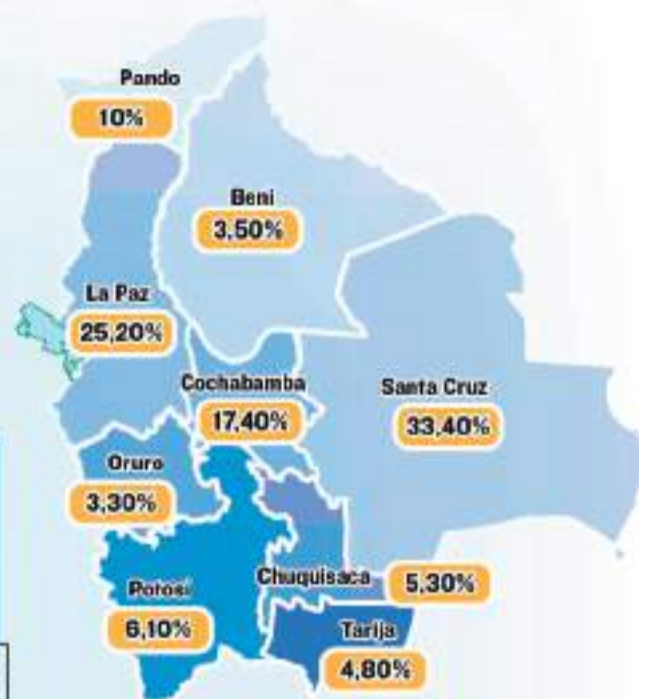 Pando
10%
Beni
3,50%
La Paz
25,20%
Cochabamba
17,40%
Santa Cruz
33,40%
Oruro
3,30%
Chuquisaca
5,30%
Potosí
6,10%
Tarija
4,80%